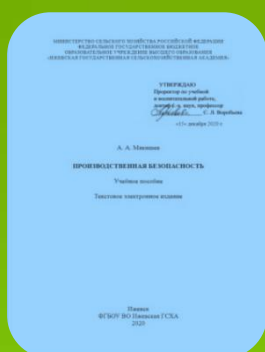 МИНИСТЕРСТВО СЕЛЬСКОГО ХОЗЯЙСТВА РОССИЙСКОЙ ФЕДЕРАЦИИ
ФЕДЕРАЛЬНОЕ ГОСУДАРСТВЕННОЕ БЮДЖЕТНОЕ
ОБРАЗОВАТЕЛЬНОЕ УЧРЕЖДЕНИЕ ВЫСШЕГО ОБРАЗОВАНИЯ
«ИЖЕВСКАЯ ГОСУДАРСТВЕННАЯ СЕЛЬСКОХОЗЯЙСТВЕННАЯ АКАДЕМИЯ»
УТВЕРЖДАЮ
Проректор по учебной
и воспитательной работе,
наук, профессор
С. Л. Воробьева
декабря 2020 г.
А. А.
ПРОИЗВОДСТВЕННАЯ БЕЗОПАСНОСТЬ
Учебное пособие
Текстовое электронное издание
Ижевск
ФГБОУ ВО Ижевская ГСХА
2020